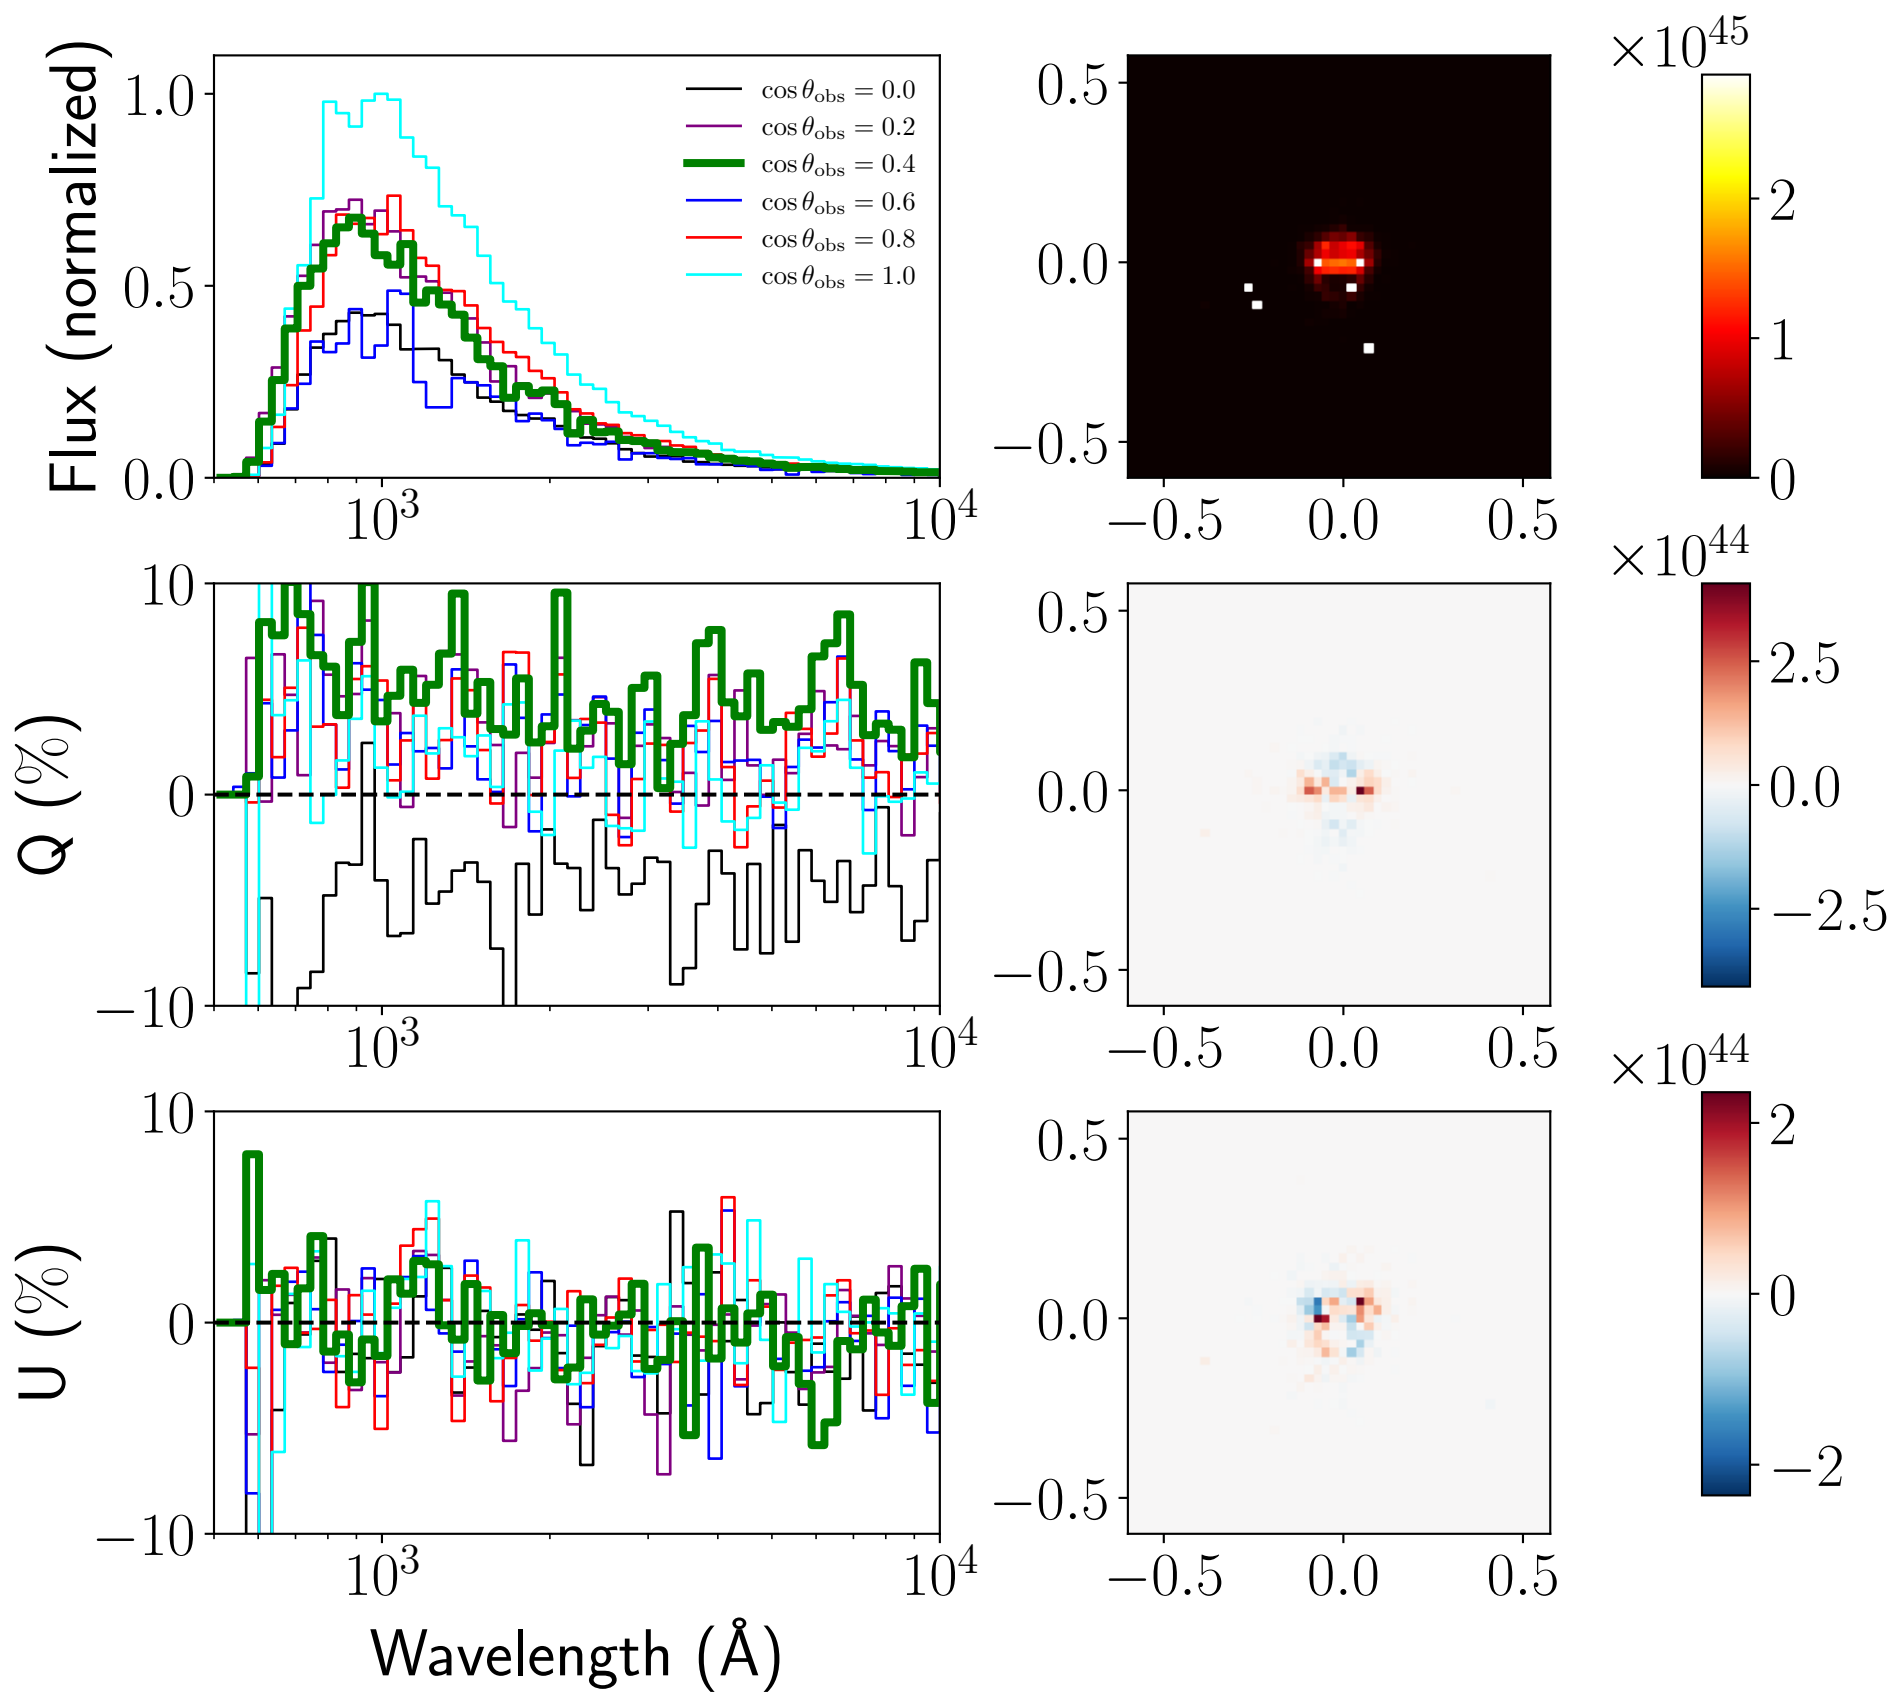 Flux (normalized)
1.0
0.5
0.0
10³
10⁴
cos θobs = 0.0
cos θobs = 0.2
cos θobs = 0.4
cos θobs = 0.6
cos θobs = 0.8
cos θobs = 1.0
0.5
0.0
−0.5
−0.5 0.0 0.5
×10⁴⁵
2
1
0
Q (%)
10
0
−10
10³
10⁴
0.5
0.0
−0.5
−0.5 0.0 0.5
×10⁴⁴
2.5
0.0
−2.5
U (%)
10
0
−10
10³
10⁴
0.5
0.0
−0.5
−0.5 0.0 0.5
×10⁴⁴
2
0
−2
Wavelength (Å)